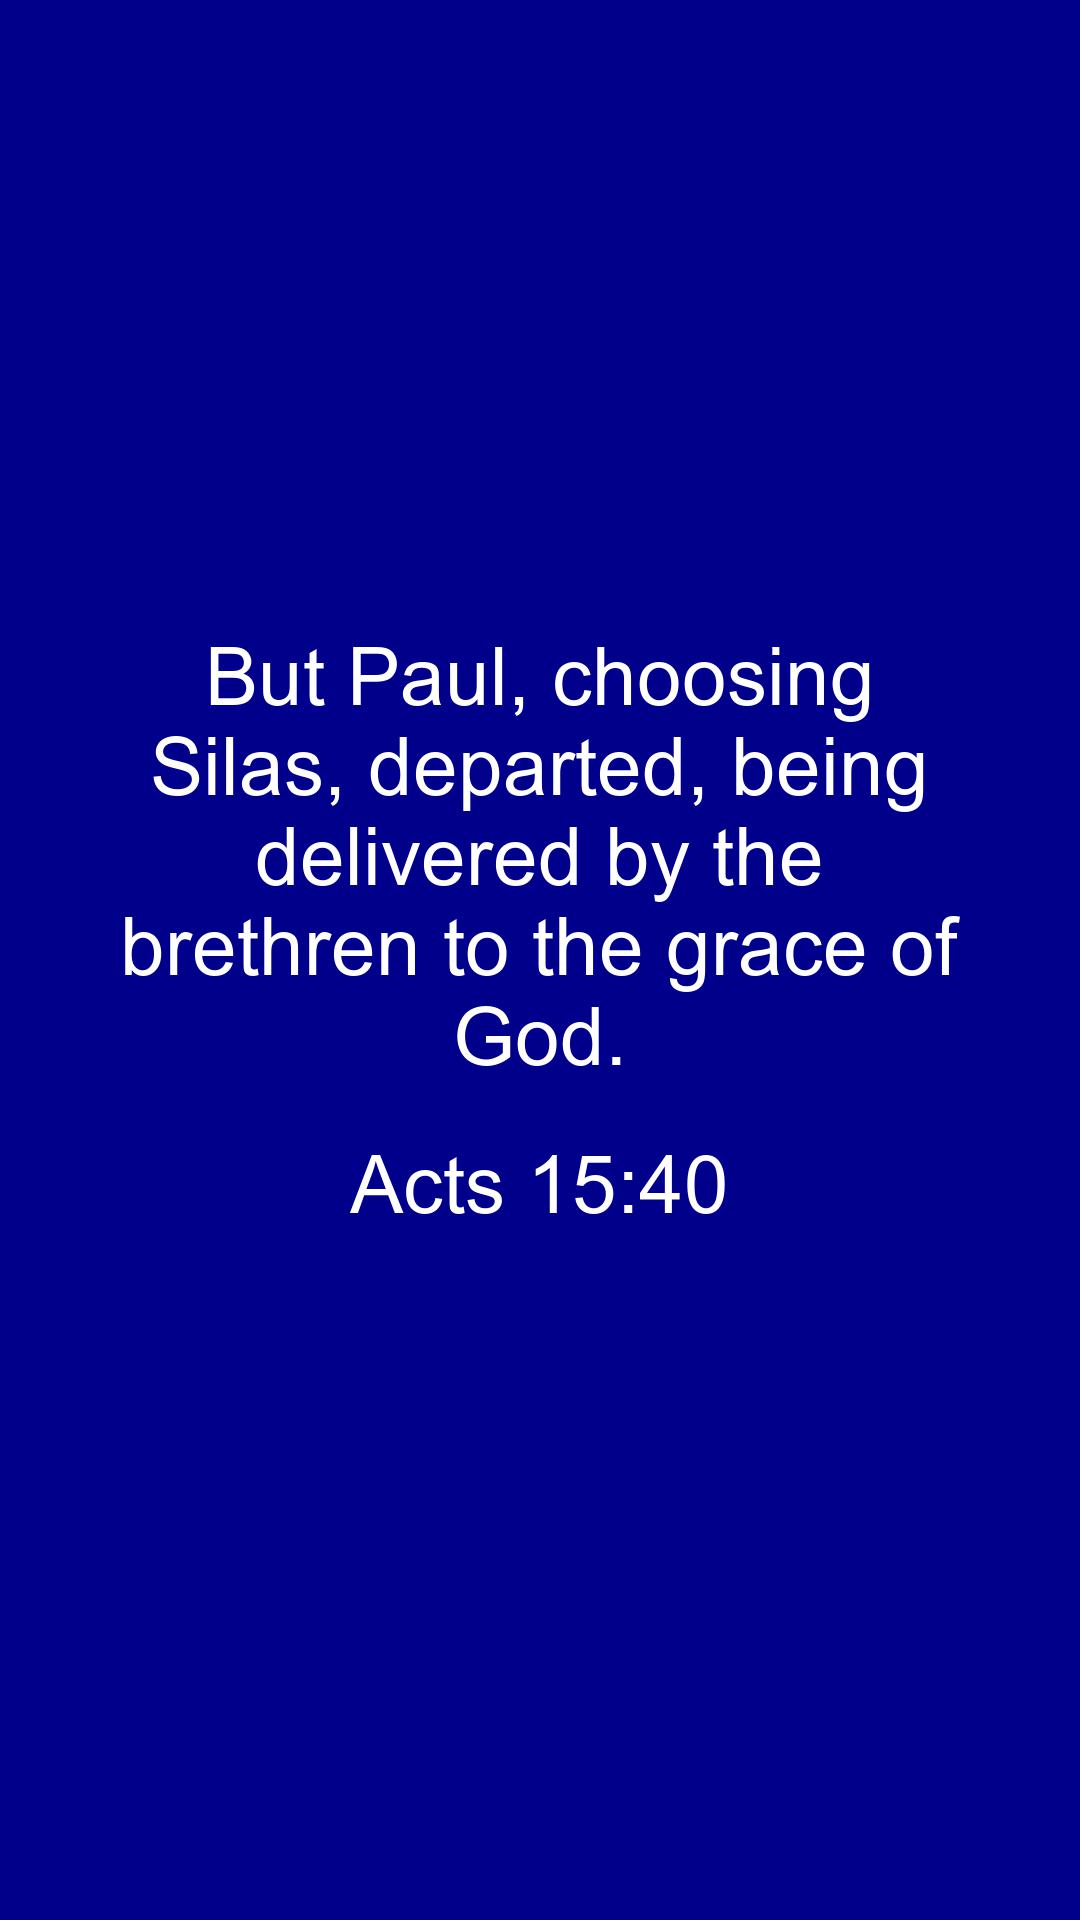 But Paul, choosing
Silas, departed, being
delivered by the
brethren to the grace of
God.
Acts 15:40